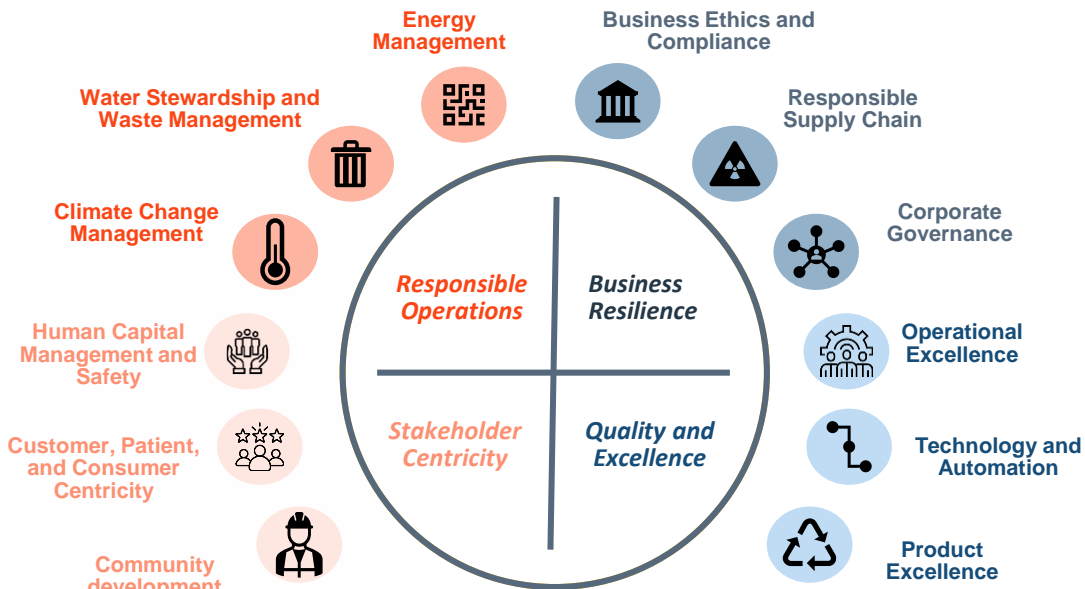 Energy
Management
Business Ethics and
Compliance
Water Stewardship and
Waste Management
Responsible
Supply Chain
Climate Change
Management
Corporate
Governance
Responsible
Operations
Business
Resilience
Human Capital
Management and
Safety
Operational
Excellence
Stakeholder
Centricity
Quality and
Excellence
Customer, Patient,
and Consumer
Centricity
Technology and
Automation
Community
development
Product
Excellence